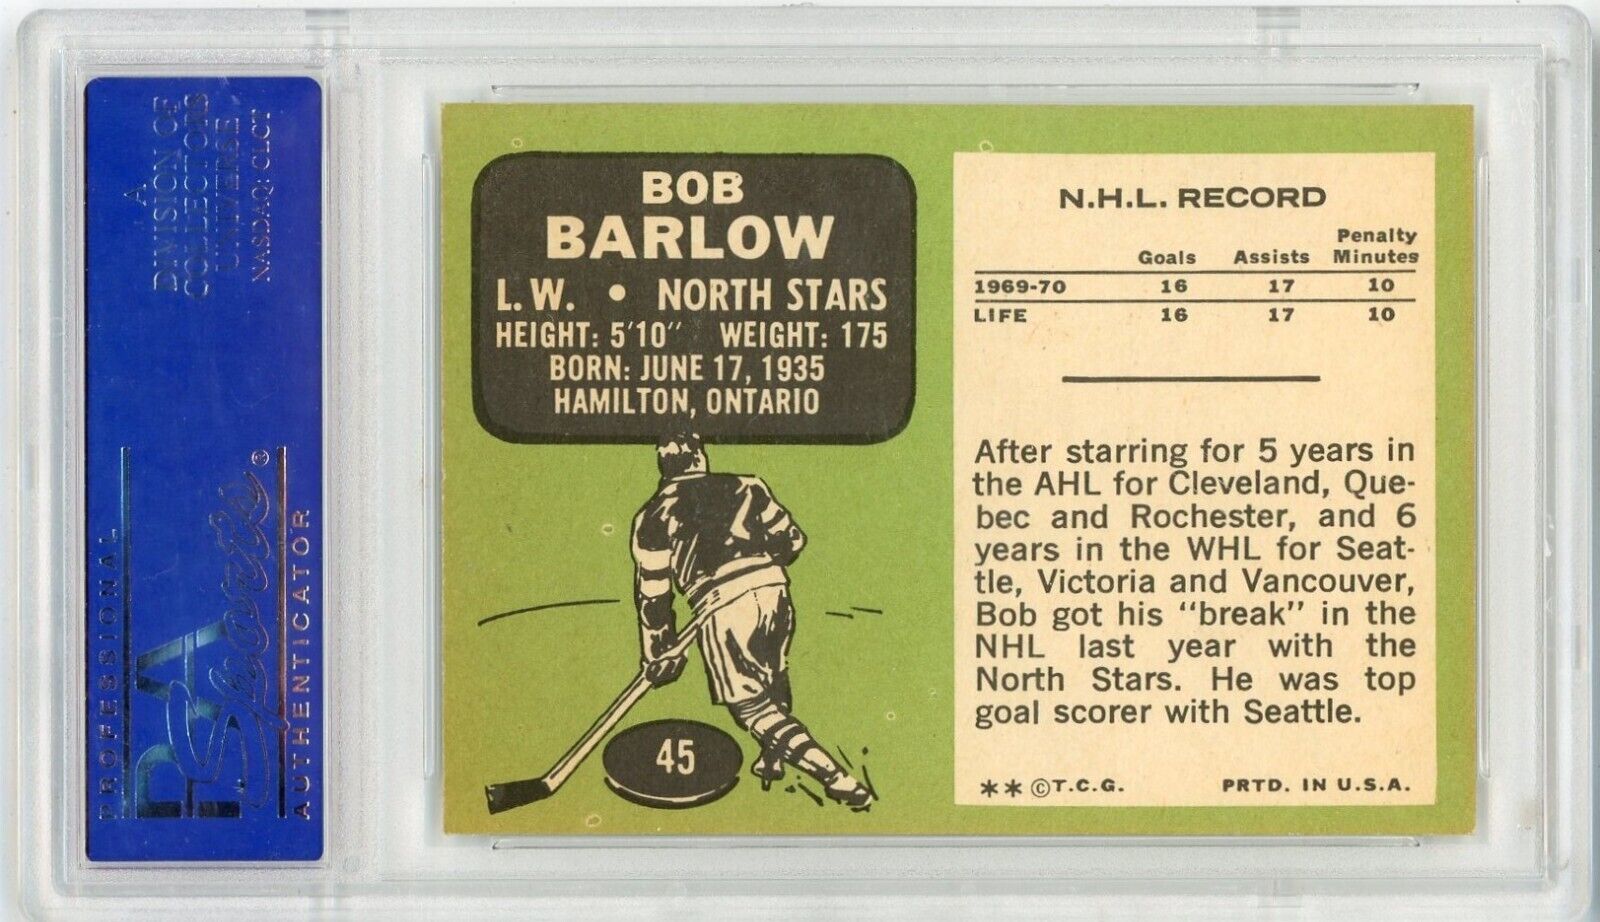 A
DIVISION OF
COLLECTORS
UNIVERSE
NASDAQ: CLCT
PROFESSIONAL
PSA
Sports®
AUTHENTICATOR
BOB
BARLOW
L.W. • NORTH STARS
HEIGHT: 5'10" WEIGHT: 175
BORN: JUNE 17, 1935
HAMILTON, ONTARIO
45
N.H.L. RECORD
Goals Assists Penalty Minutes
1969-70 16 17 10
LIFE 16 17 10
After starring for 5 years in
the AHL for Cleveland, Que-
bec and Rochester, and 6
years in the WHL for Seat-
tle, Victoria and Vancouver,
Bob got his "break" in the
NHL last year with the
North Stars. He was top
goal scorer with Seattle.
** ©T.C.G. PRTD. IN U.S.A.